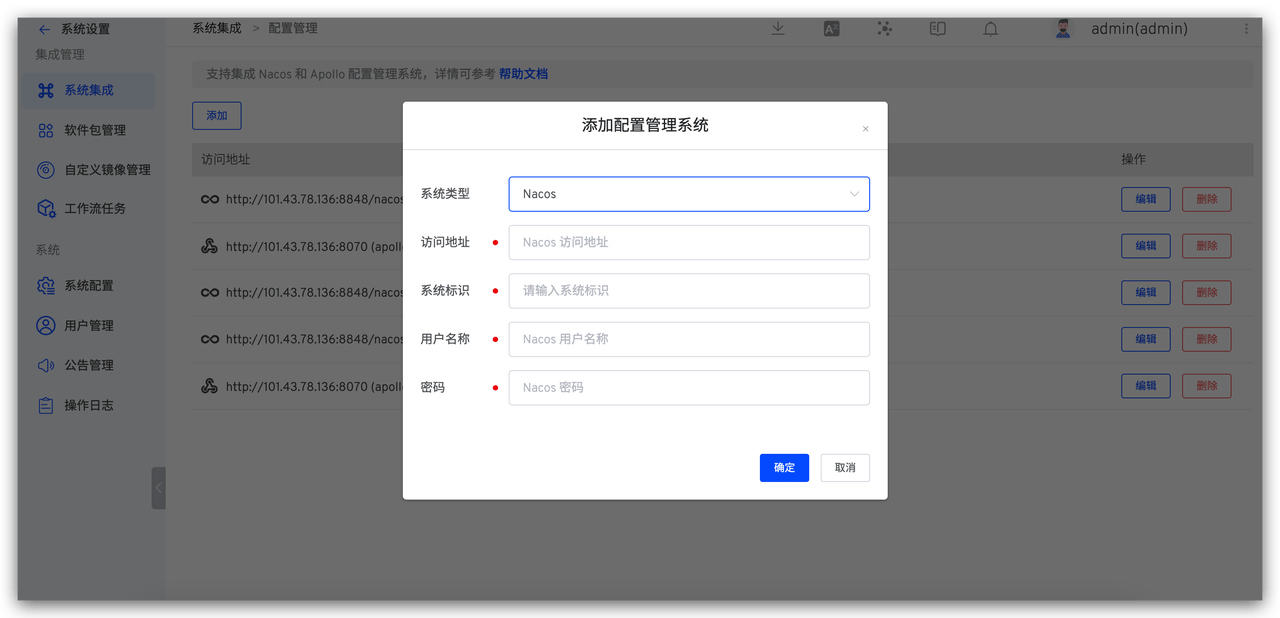 系统设置
系统集成 > 配置管理
admin(admin)
集成管理
系统集成
软件包管理
自定义镜像管理
工作流任务
系统
系统配置
用户管理
公告管理
操作日志
支持集成 Nacos 和 Apollo 配置管理系统，详情可参考 帮助文档
添加
访问地址
操作
http://101.43.78.136:8848/nacos
编辑
删除
http://101.43.78.136:8070 (apoll
编辑
删除
http://101.43.78.136:8848/nacos
编辑
删除
http://101.43.78.136:8848/nacos
编辑
删除
http://101.43.78.136:8070 (apoll
编辑
删除
添加配置管理系统
系统类型
Nacos
访问地址
Nacos 访问地址
系统标识
请输入系统标识
用户名称
Nacos 用户名称
密码
Nacos 密码
确定
取消